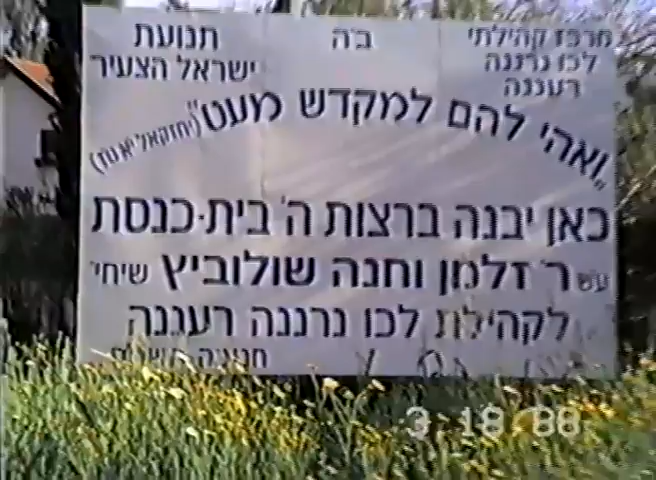 מרכז קהילתי
לכו נרננה
רעננה
ב"ה
תנועת
ישראל הצעיר
"ואהי להם למקדש מעט" (יחזקאל יא טז)
כאן יבנה ברצות ה' בית-כנסת
ע"ש ר' זלמן וחנה שולוביץ שיחי'
לקהילת לכו נרננה רעננה
3.18.88